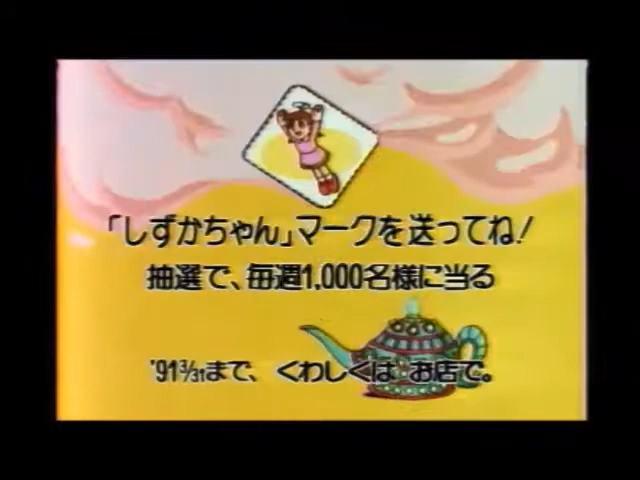 「しずかちゃん」マークを送ってね!
抽選で、毎週1,000名様に当る
'91 3/31まで、くわしくは お店で。